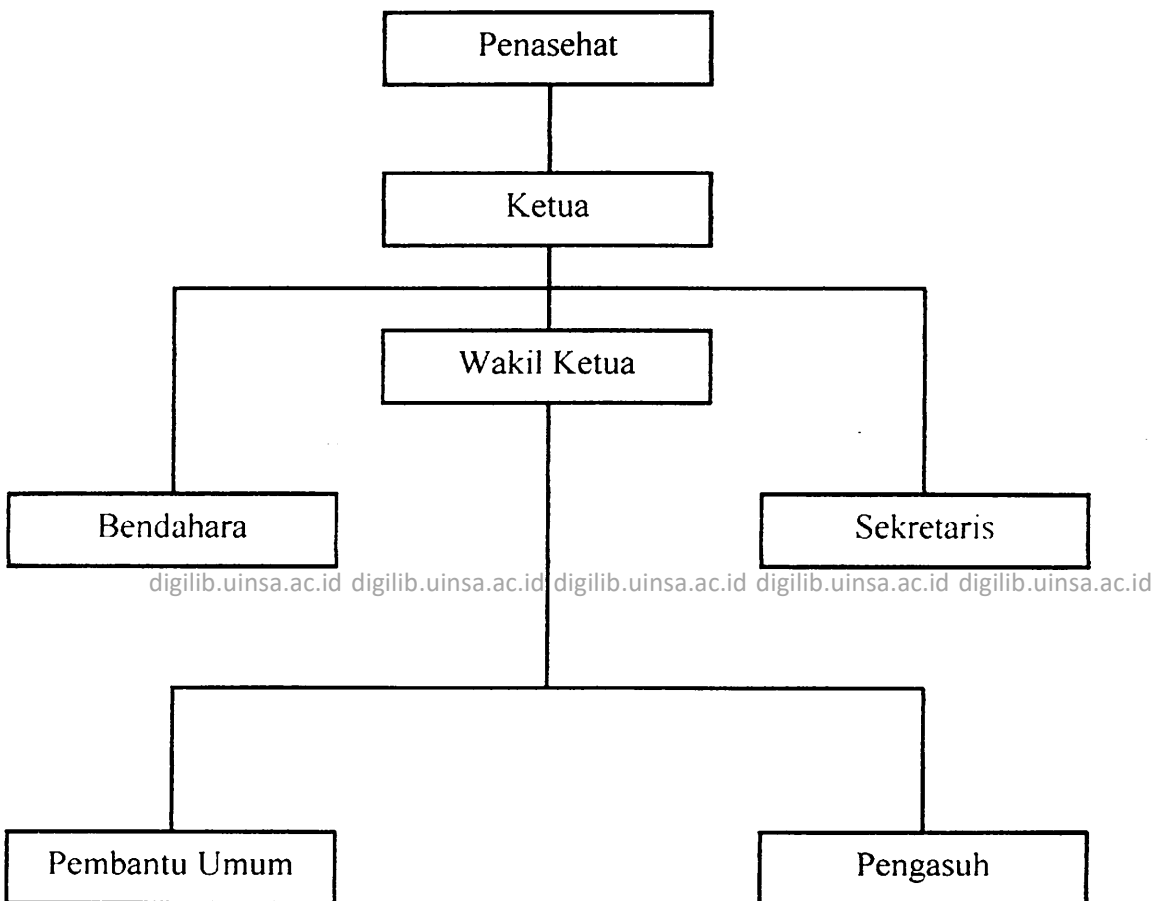 Penasehat
Ketua
Wakil Ketua
Bendahara
Sekretaris
digilib.uinsa.ac.id digilib.uinsa.ac.id digilib.uinsa.ac.id digilib.uinsa.ac.id digilib.uinsa.ac.id
Pembantu Umum
Pengasuh